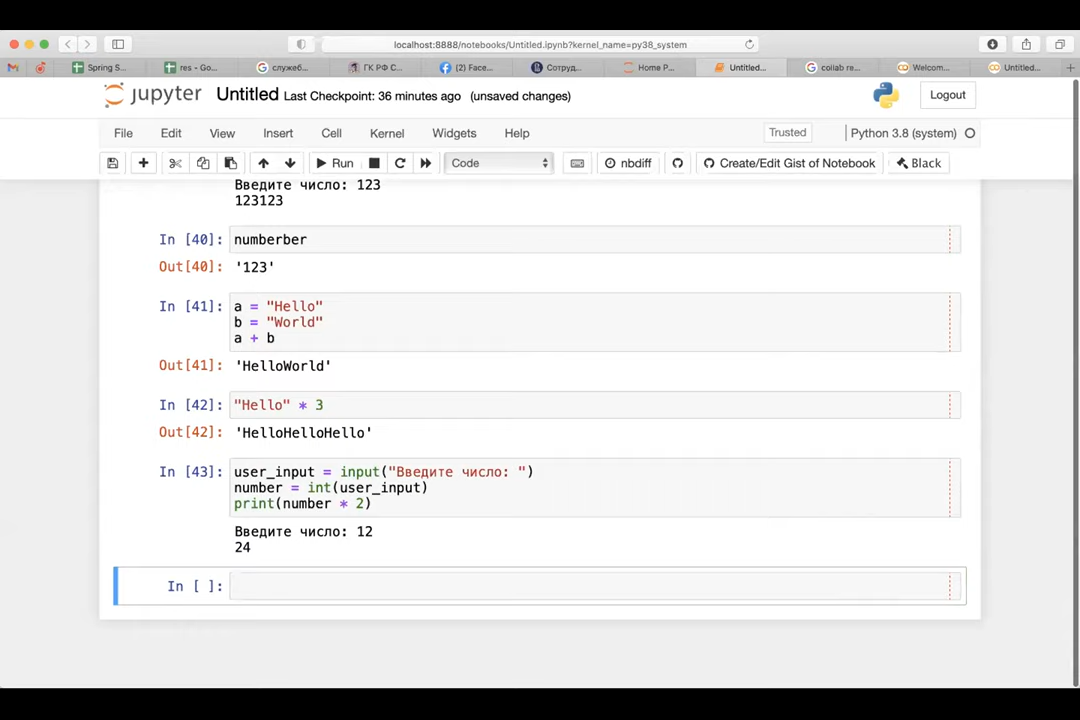 localhost:8888/notebooks/Untitled.ipynb?kernel_name=py38_system
Spring S... res - Go... служеб... ГК РФ С... (2) Face... Сотруд... Home P... Untitled... collab re... Welcom... Untitled...
jupyter Untitled Last Checkpoint: 36 minutes ago (unsaved changes) Logout
File Edit View Insert Cell Kernel Widgets Help Trusted Python 3.8 (system)
Run Code nbdiff Create/Edit Gist of Notebook Black
Введите число: 123
123123
In [40]: numberber
Out[40]: '123'
In [41]: a = "Hello"
b = "World"
a + b
Out[41]: 'HelloWorld'
In [42]: "Hello" * 3
Out[42]: 'HelloHelloHello'
In [43]: user_input = input("Введите число: ")
number = int(user_input)
print(number * 2)
Введите число: 12
24
In [ ]: